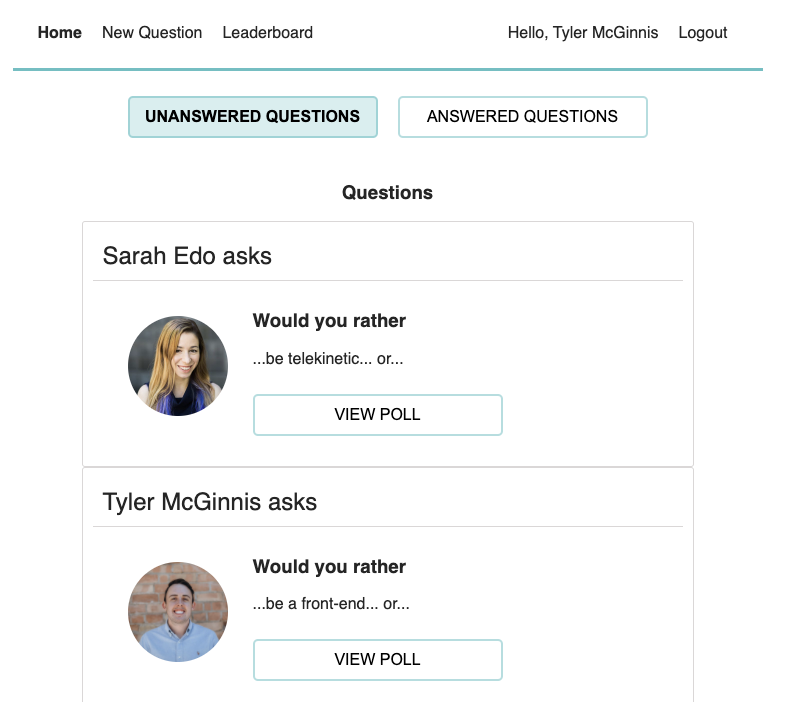 Home New Question Leaderboard Hello, Tyler McGinnis Logout
UNANSWERED QUESTIONS ANSWERED QUESTIONS
Questions
Sarah Edo asks
Would you rather
...be telekinetic... or...
VIEW POLL
Tyler McGinnis asks
Would you rather
...be a front-end... or...
VIEW POLL